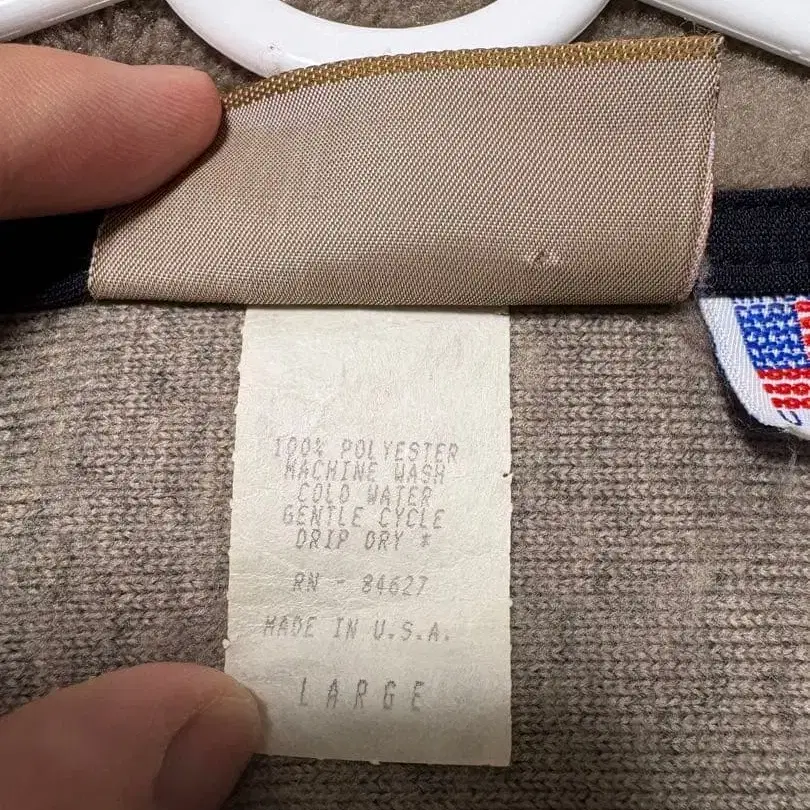 100% POLYESTER
MACHINE WASH
COLD WATER
GENTLE CYCLE
DRIP DRY *
RN - 84627
MADE IN U.S.A.
LARGE